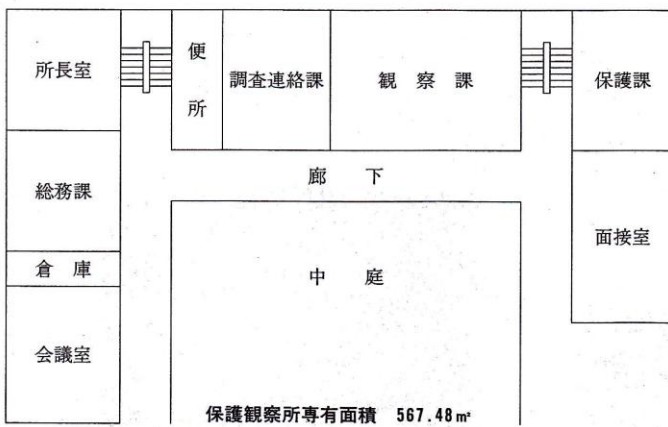 所長室
便所
調査連絡課
観察課
保護課
総務課
廊下
面接室
倉庫
中庭
会議室
保護観察所専有面積 567.48㎡